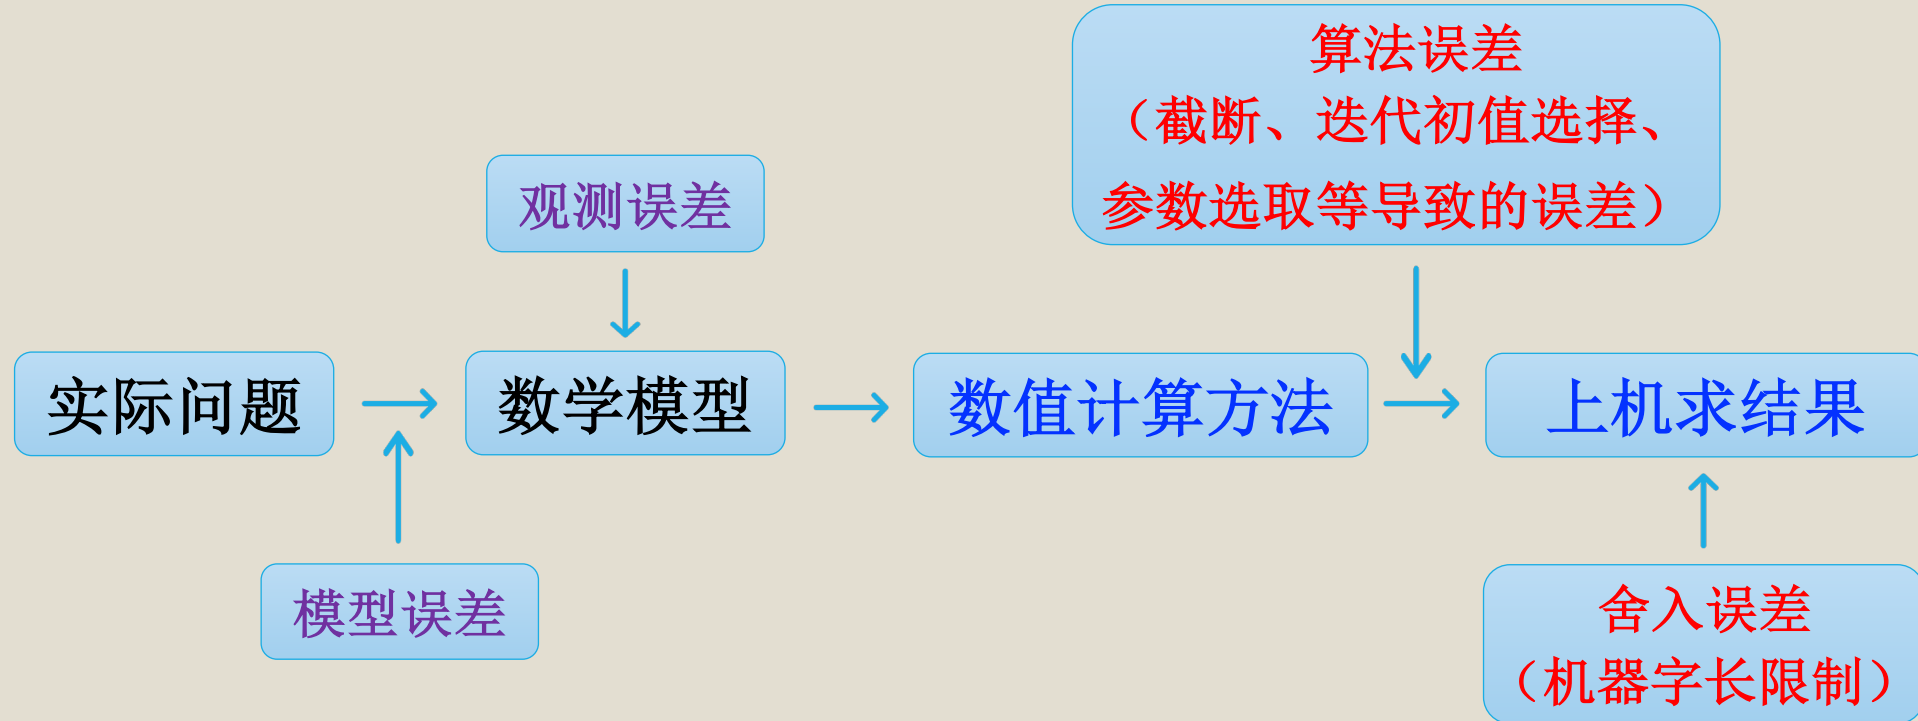 算法误差
（截断、迭代初值选择、
参数选取等导致的误差）
观测误差
实际问题
数学模型
数值计算方法
上机求结果
模型误差
舍入误差
（机器字长限制）